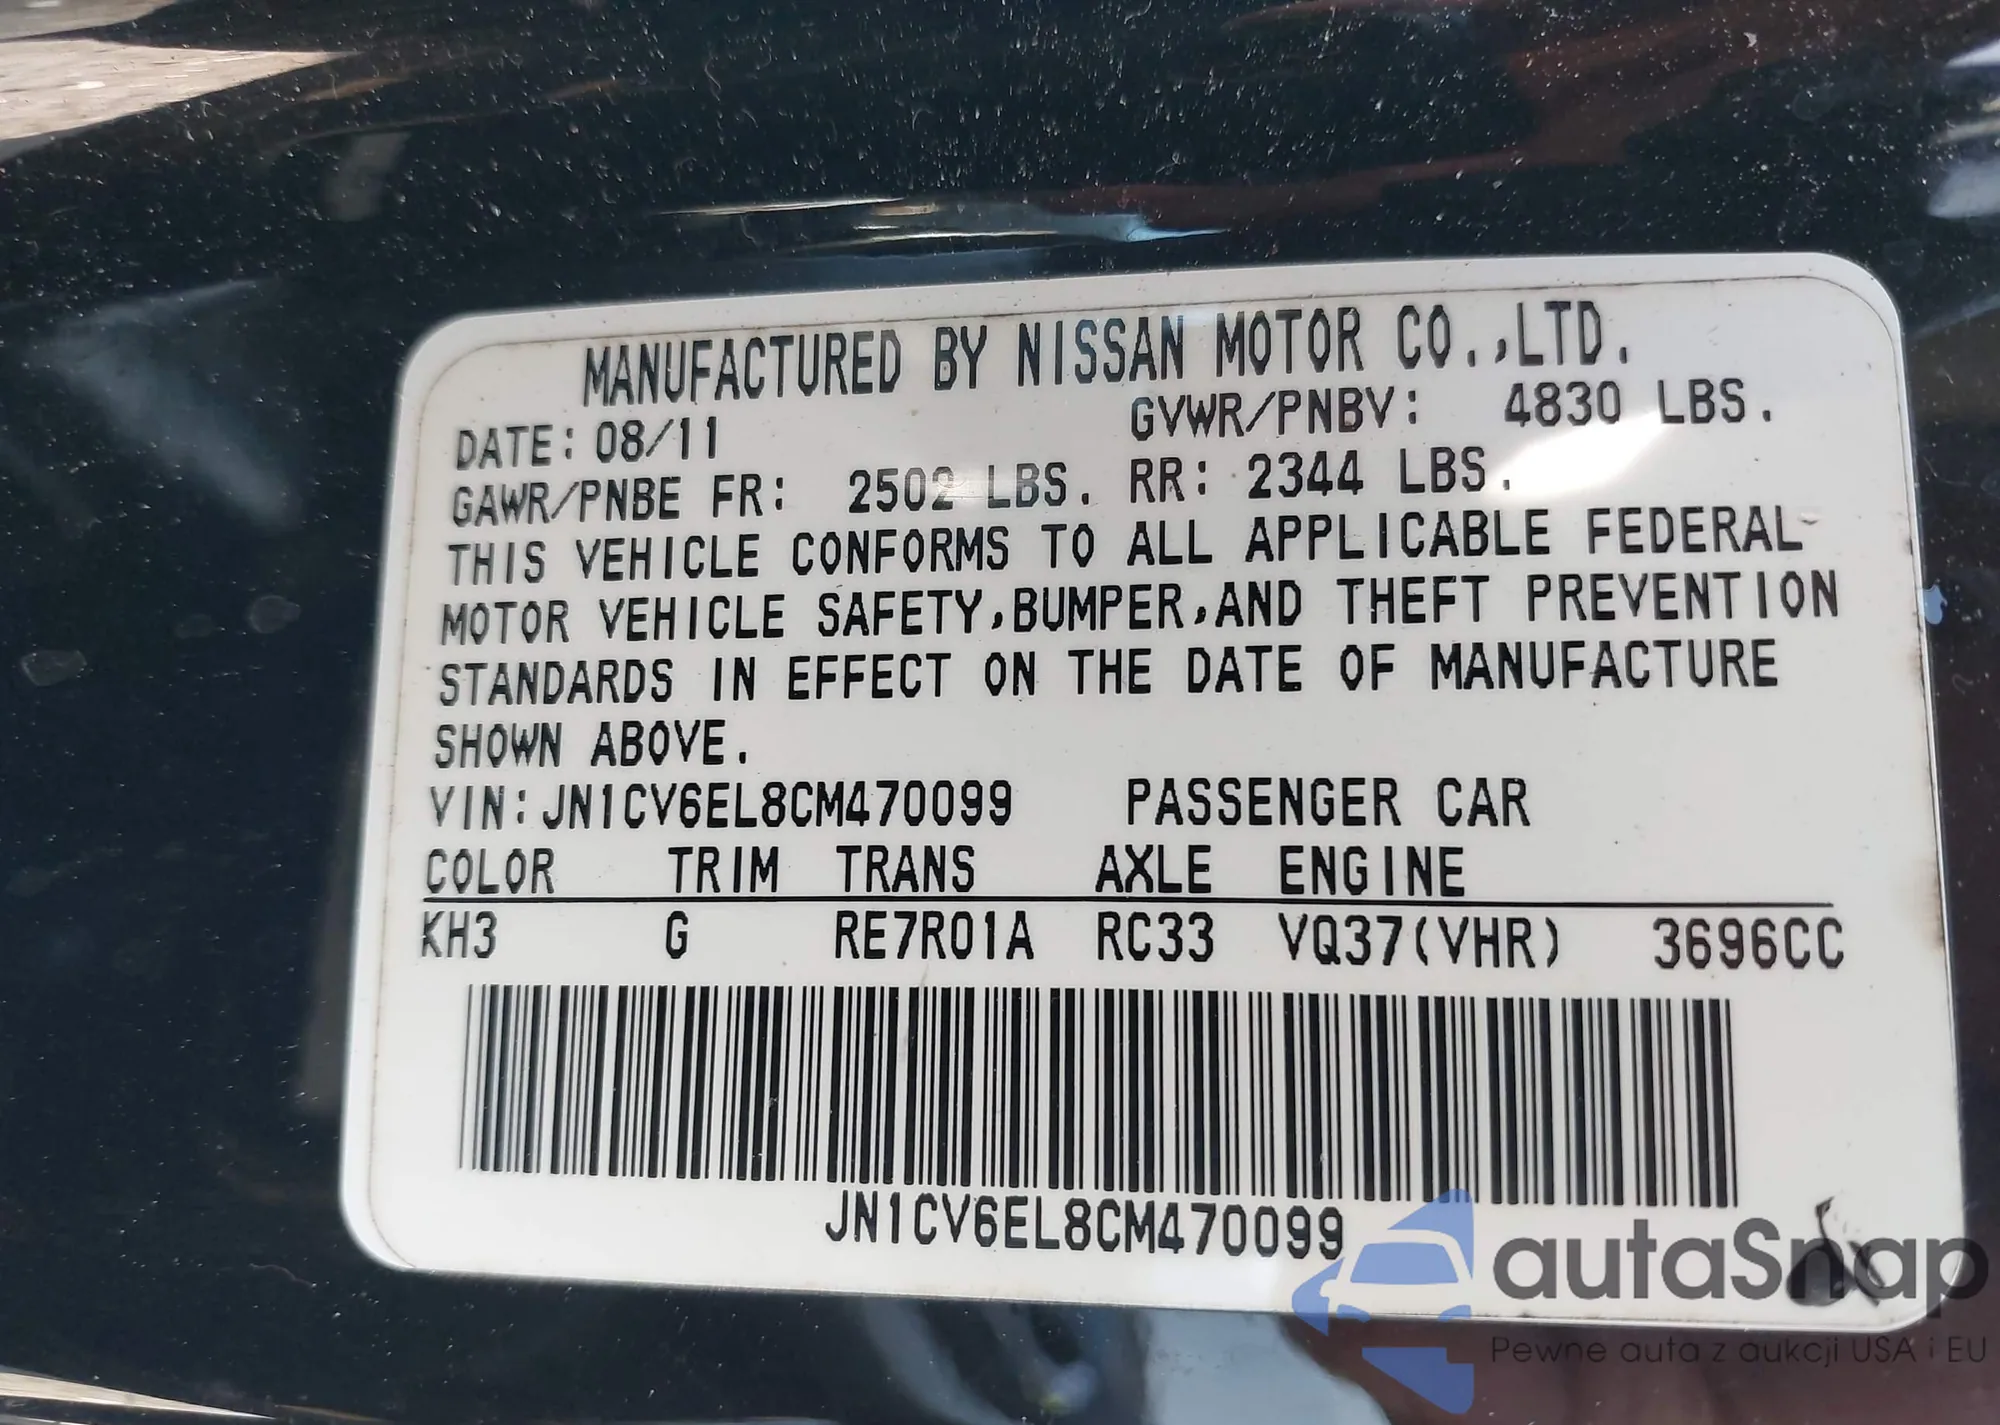 MANUFACTURED BY NISSAN MOTOR CO.,LTD.
DATE: 08/11 GVWR/PNBV: 4830 LBS.
GAWR/PNBE FR: 2502 LBS. RR: 2344 LBS.
THIS VEHICLE CONFORMS TO ALL APPLICABLE FEDERAL
MOTOR VEHICLE SAFETY,BUMPER,AND THEFT PREVENTION
STANDARDS IN EFFECT ON THE DATE OF MANUFACTURE
SHOWN ABOVE.
VIN:JN1CV6EL8CM470099 PASSENGER CAR
COLOR TRIM TRANS AXLE ENGINE
KH3 G RE7R01A RC33 VQ37(VHR) 3696CC
JN1CV6EL8CM470099
autaSnap
Pewne auta z aukcji USA i EU